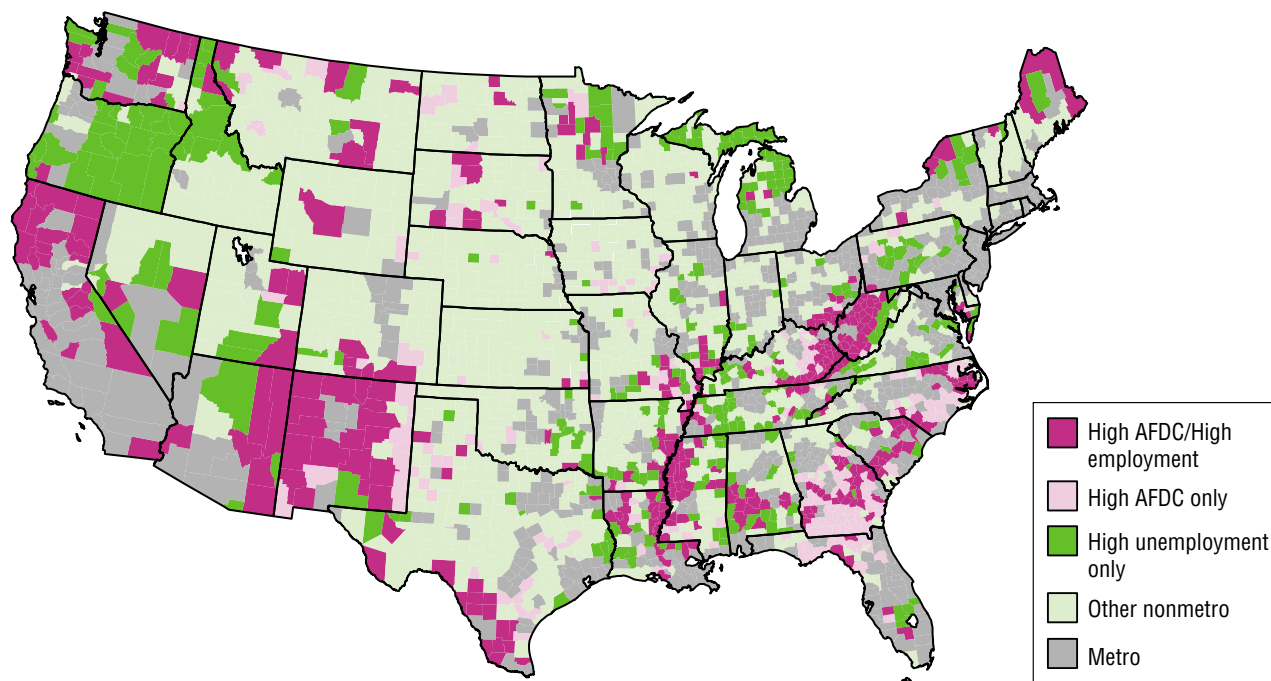 High AFDC/High
employment
High AFDC only
High unemployment
only
Other nonmetro
Metro